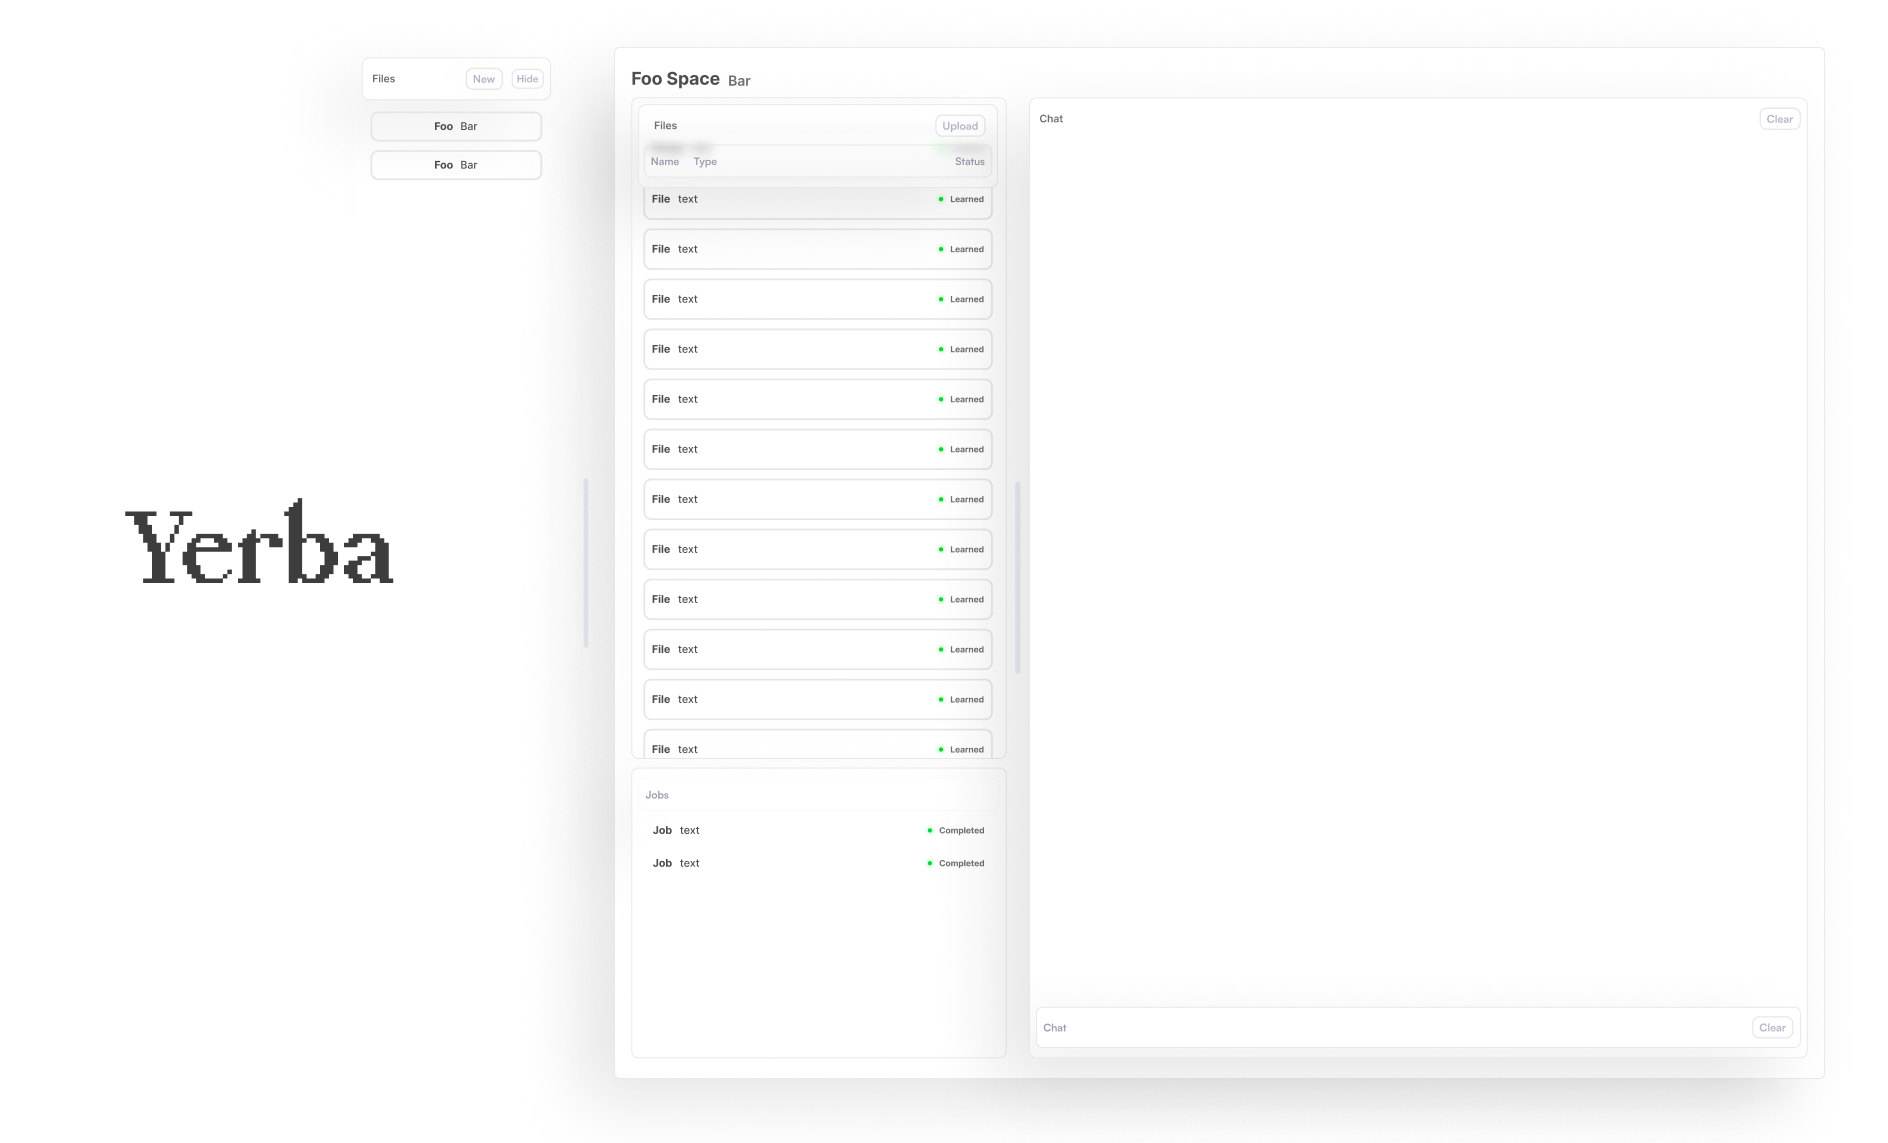 Files New Hide
Foo Bar
Foo Bar
Yerba
Foo Space Bar
Files Upload
Name Type Status
File text Learned
File text Learned
File text Learned
File text Learned
File text Learned
File text Learned
File text Learned
File text Learned
File text Learned
File text Learned
File text Learned
File text Learned
Jobs
Job text Completed
Job text Completed
Chat Clear
Chat Clear